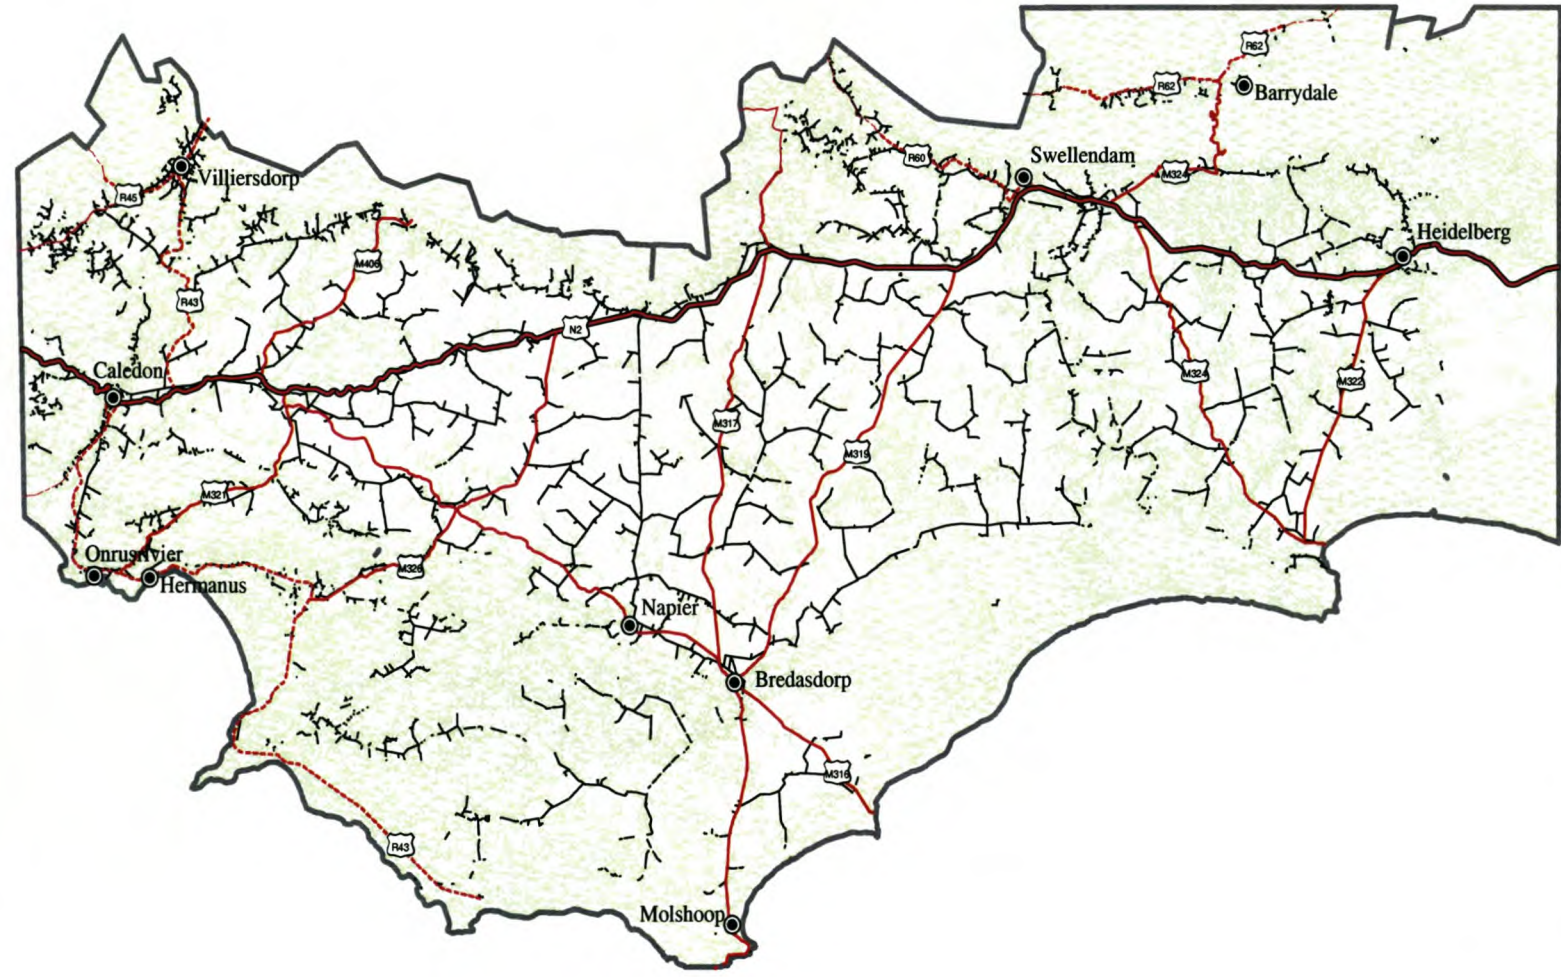 R62
R62
Barrydale
Swellendam
R60
M324
Villiersdorp
R45
Heidelberg
M406
R43
N2
Caledon
M324
M322
M317
M319
M321
Onrusrivier
M326
Hermanus
Napier
Bredasdorp
M316
R43
Molshoop